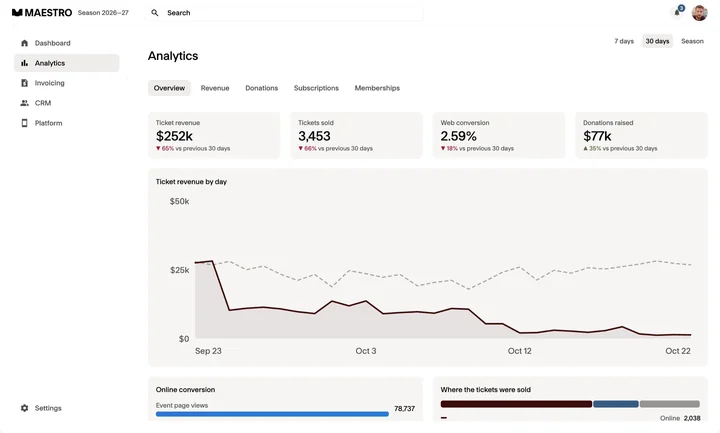 MAESTRO Season 2026–27
Search
3
Dashboard
Analytics
Invoicing
CRM
Platform
Settings
Analytics
7 days 30 days Season
Overview Revenue Donations Subscriptions Memberships
Ticket revenue
$252k
▼ 65% vs previous 30 days
Tickets sold
3,453
▼ 66% vs previous 30 days
Web conversion
2.59%
▼ 18% vs previous 30 days
Donations raised
$77k
▲ 35% vs previous 30 days
Ticket revenue by day
$50k
$25k
$0
Sep 23 Oct 3 Oct 12 Oct 22
Online conversion
Event page views 78,737
Where the tickets were sold
Online 2,038